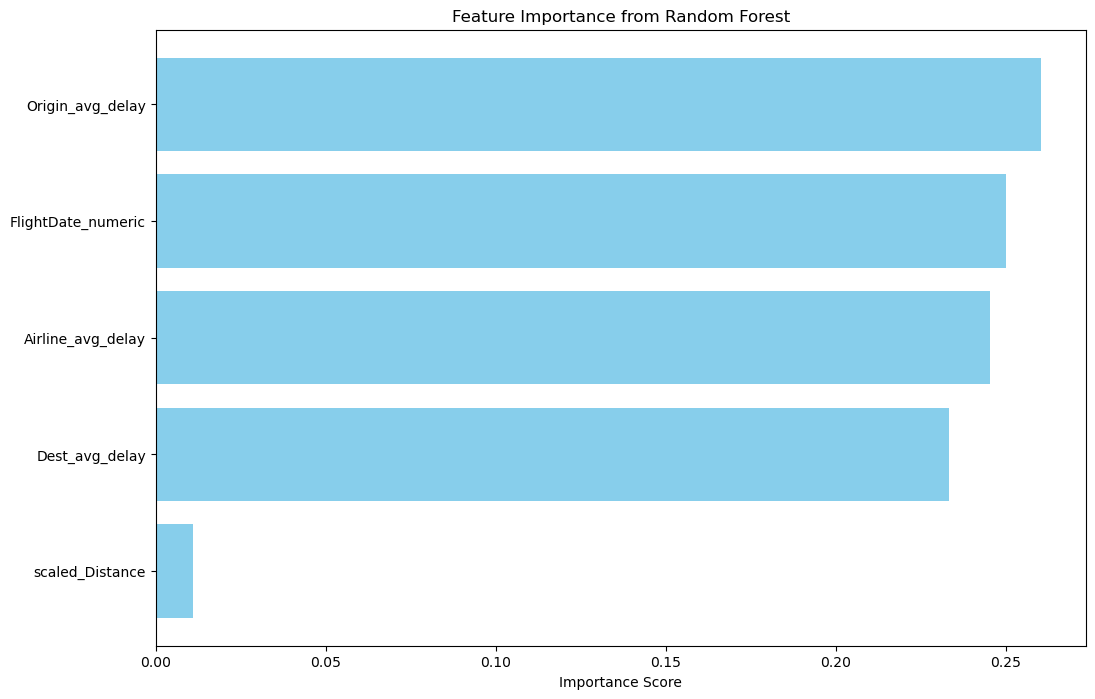 Feature Importance from Random Forest
Origin_avg_delay
FlightDate_numeric
Airline_avg_delay
Dest_avg_delay
scaled_Distance
0.00 0.05 0.10 0.15 0.20 0.25
Importance Score